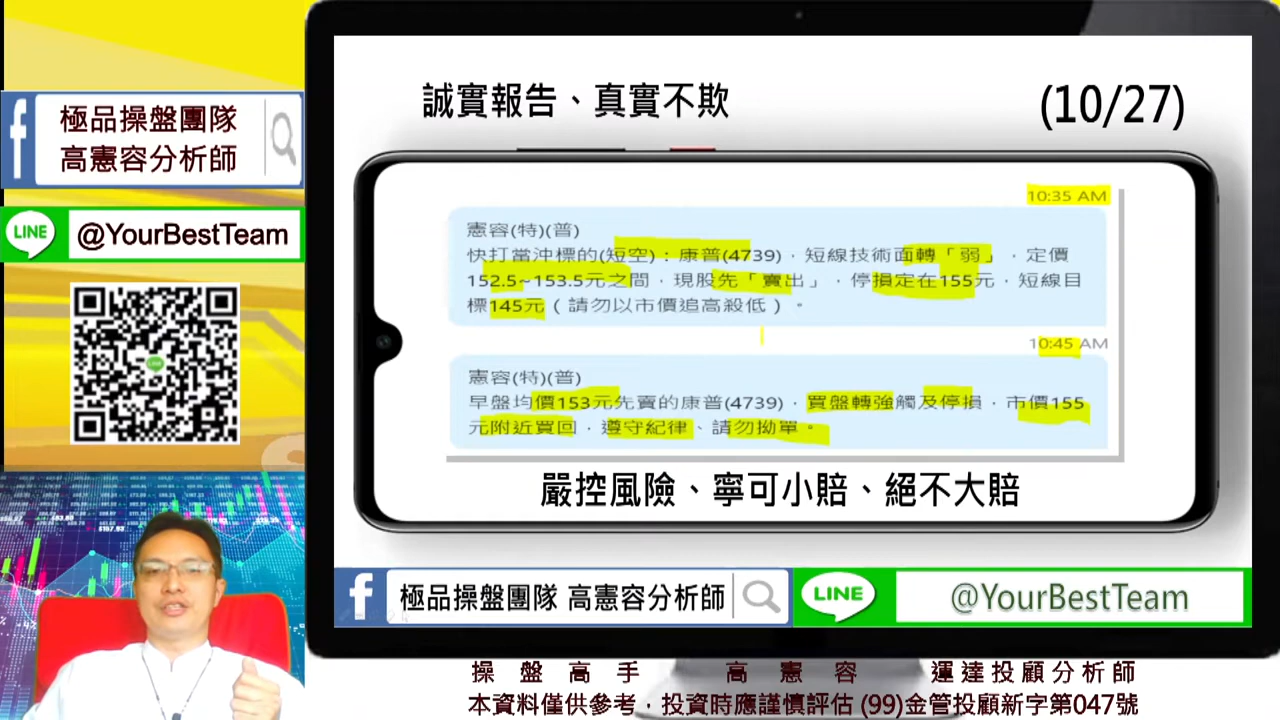 極品操盤團隊
高憲容分析師
LINE
@YourBestTeam
誠實報告、真實不欺
(10/27)
10:35 AM
憲容(特)(普)
快打當沖標的(短空)：康普(4739)，短線技術面轉「弱」，定價
152.5~153.5元之間，現股先「賣出」，停損定在155元，短線目
標145元（請勿以市價追高殺低）。
10:45 AM
憲容(特)(普)
早盤均價153元先賣的康普(4739)，買盤轉強觸及停損，市價155
元附近買回，遵守紀律、請勿拗單。
嚴控風險、寧可小賠、絕不大賠
極品操盤團隊 高憲容分析師
LINE
@YourBestTeam
操盤高手 高憲容 運達投顧分析師
本資料僅供參考，投資時應謹慎評估 (99)金管投顧新字第047號